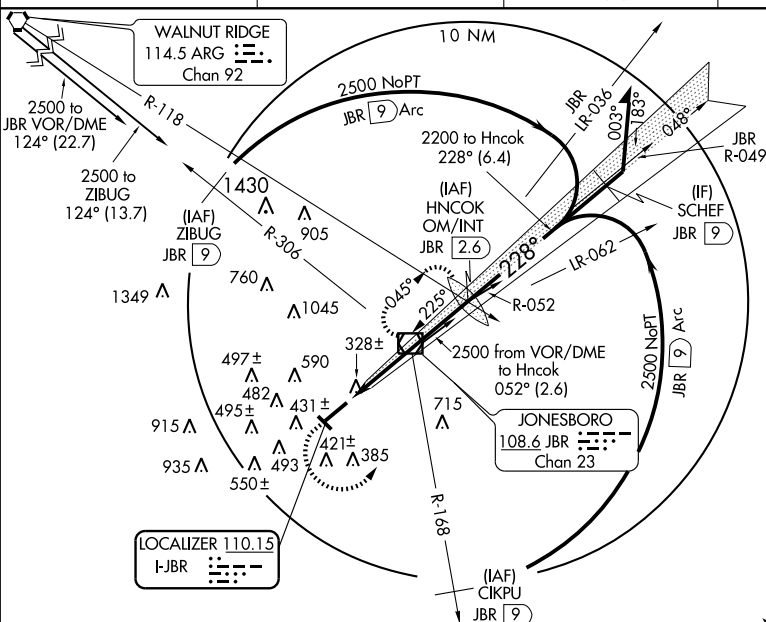 WALNUT RIDGE
114.5 ARG
Chan 92
10 NM
2500 to
JBR VOR/DME
124° (22.7)
2500 to
ZIBUG
124° (13.7)
R-118
2500 NoPT
JBR 9 Arc
JBR
LR-036
003°
183°
048°
2200 to Hncok
228° (6.4)
JBR
R-049
(IAF)
ZIBUG
JBR 9
1430
905
R-306
(IAF)
HNCOK
OM/INT
JBR 2.6
(IF)
SCHEF
JBR 9
228°
LR-062
760
1349
1045
045°
225°
R-052
328±
2500 from VOR/DME
to Hncok
052° (2.6)
2500 NoPT
JBR 9 Arc
497±
590
482
495±
431±
915
421±
385
715
935
493
550±
JONESBORO
108.6 JBR
Chan 23
R-168
LOCALIZER 110.15
I-JBR
(IAF)
CIKPU
JBR 9